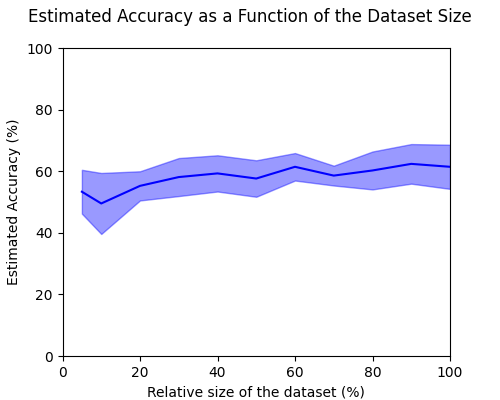 Estimated Accuracy as a Function of the Dataset Size
100
80
60
40
20
0
Estimated Accuracy (%)
0 20 40 60 80 100
Relative size of the dataset (%)